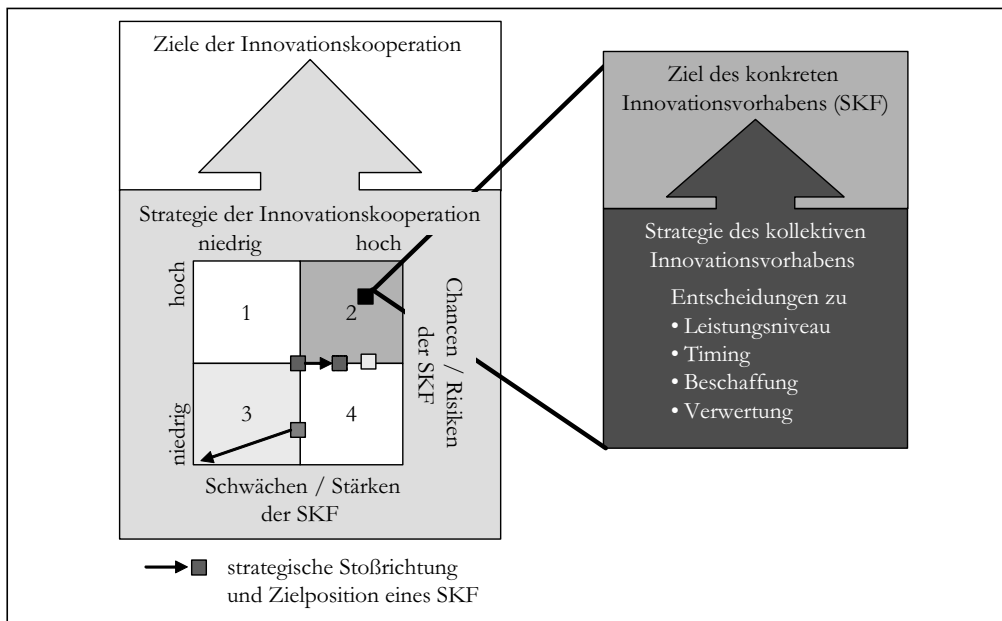 Ziele der Innovationskooperation
Strategie der Innovationskooperation
niedrig hoch
hoch
niedrig
1
2
3
4
Chancen / Risiken
der SKF
Schwächen / Stärken
der SKF
strategische Stoßrichtung
und Zielposition eines SKF
Ziel des konkreten
Innovationsvorhabens (SKF)
Strategie des kollektiven
Innovationsvorhabens
Entscheidungen zu
• Leistungsniveau
• Timing
• Beschaffung
• Verwertung